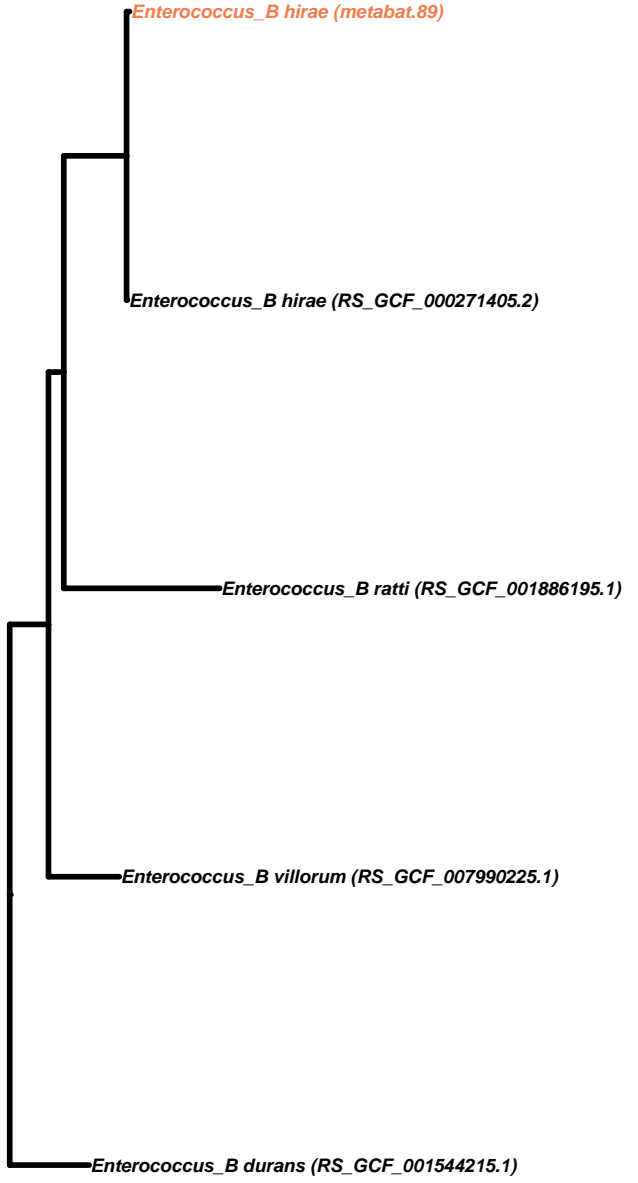 Enterococcus_B hirae (metabat.89)
Enterococcus_B hirae (RS_GCF_000271405.2)
Enterococcus_B ratti (RS_GCF_001886195.1)
Enterococcus_B villorum (RS_GCF_007990225.1)
Enterococcus_B durans (RS_GCF_001544215.1)